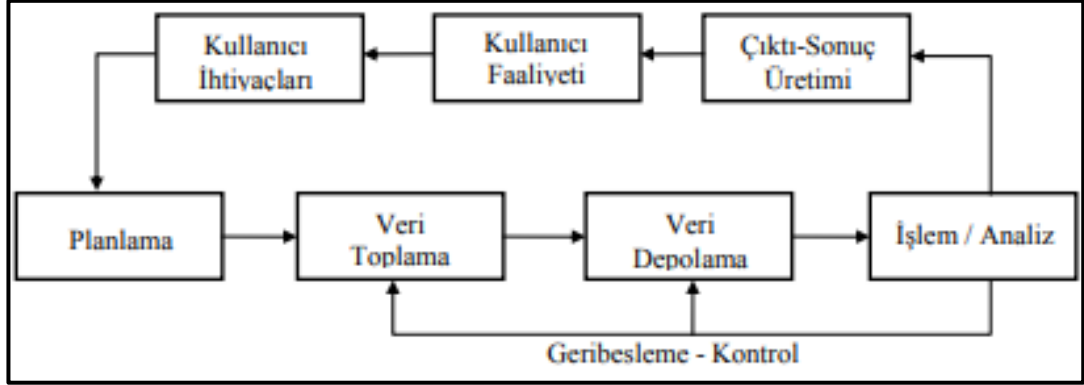 Kullanıcı
İhtiyaçları
Kullanıcı
Faaliyeti
Çıktı-Sonuç
Üretimi
Planlama
Veri
Toplama
Veri
Depolama
İşlem / Analiz
Geribesleme - Kontrol